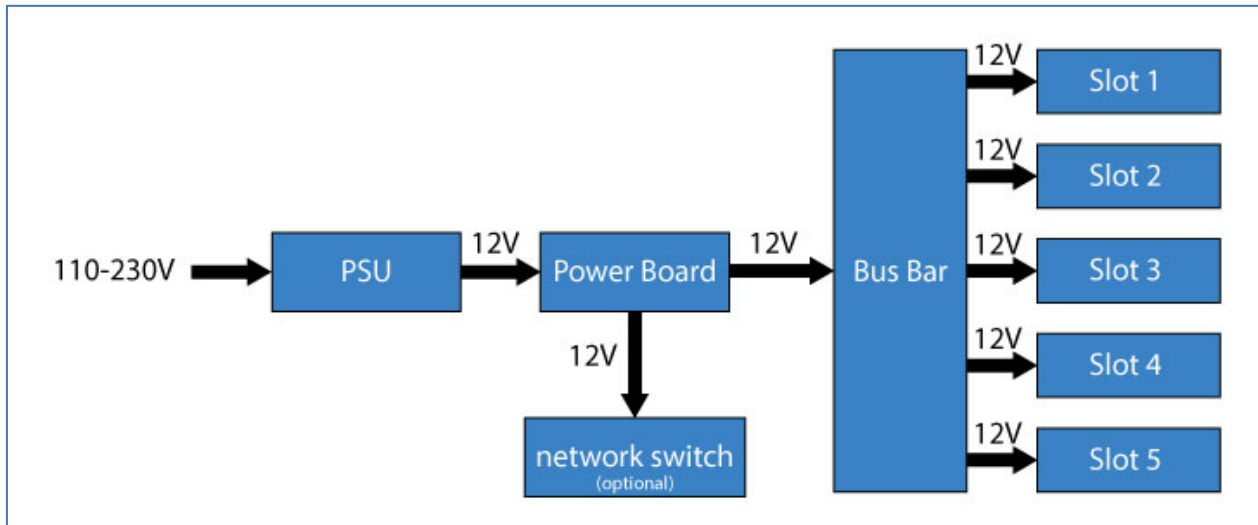 12V
Slot 1
12V
Slot 2
110-230V
PSU
12V
Power Board
12V
Bus Bar
12V
Slot 3
12V
network switch
(optional)
12V
Slot 4
12V
Slot 5